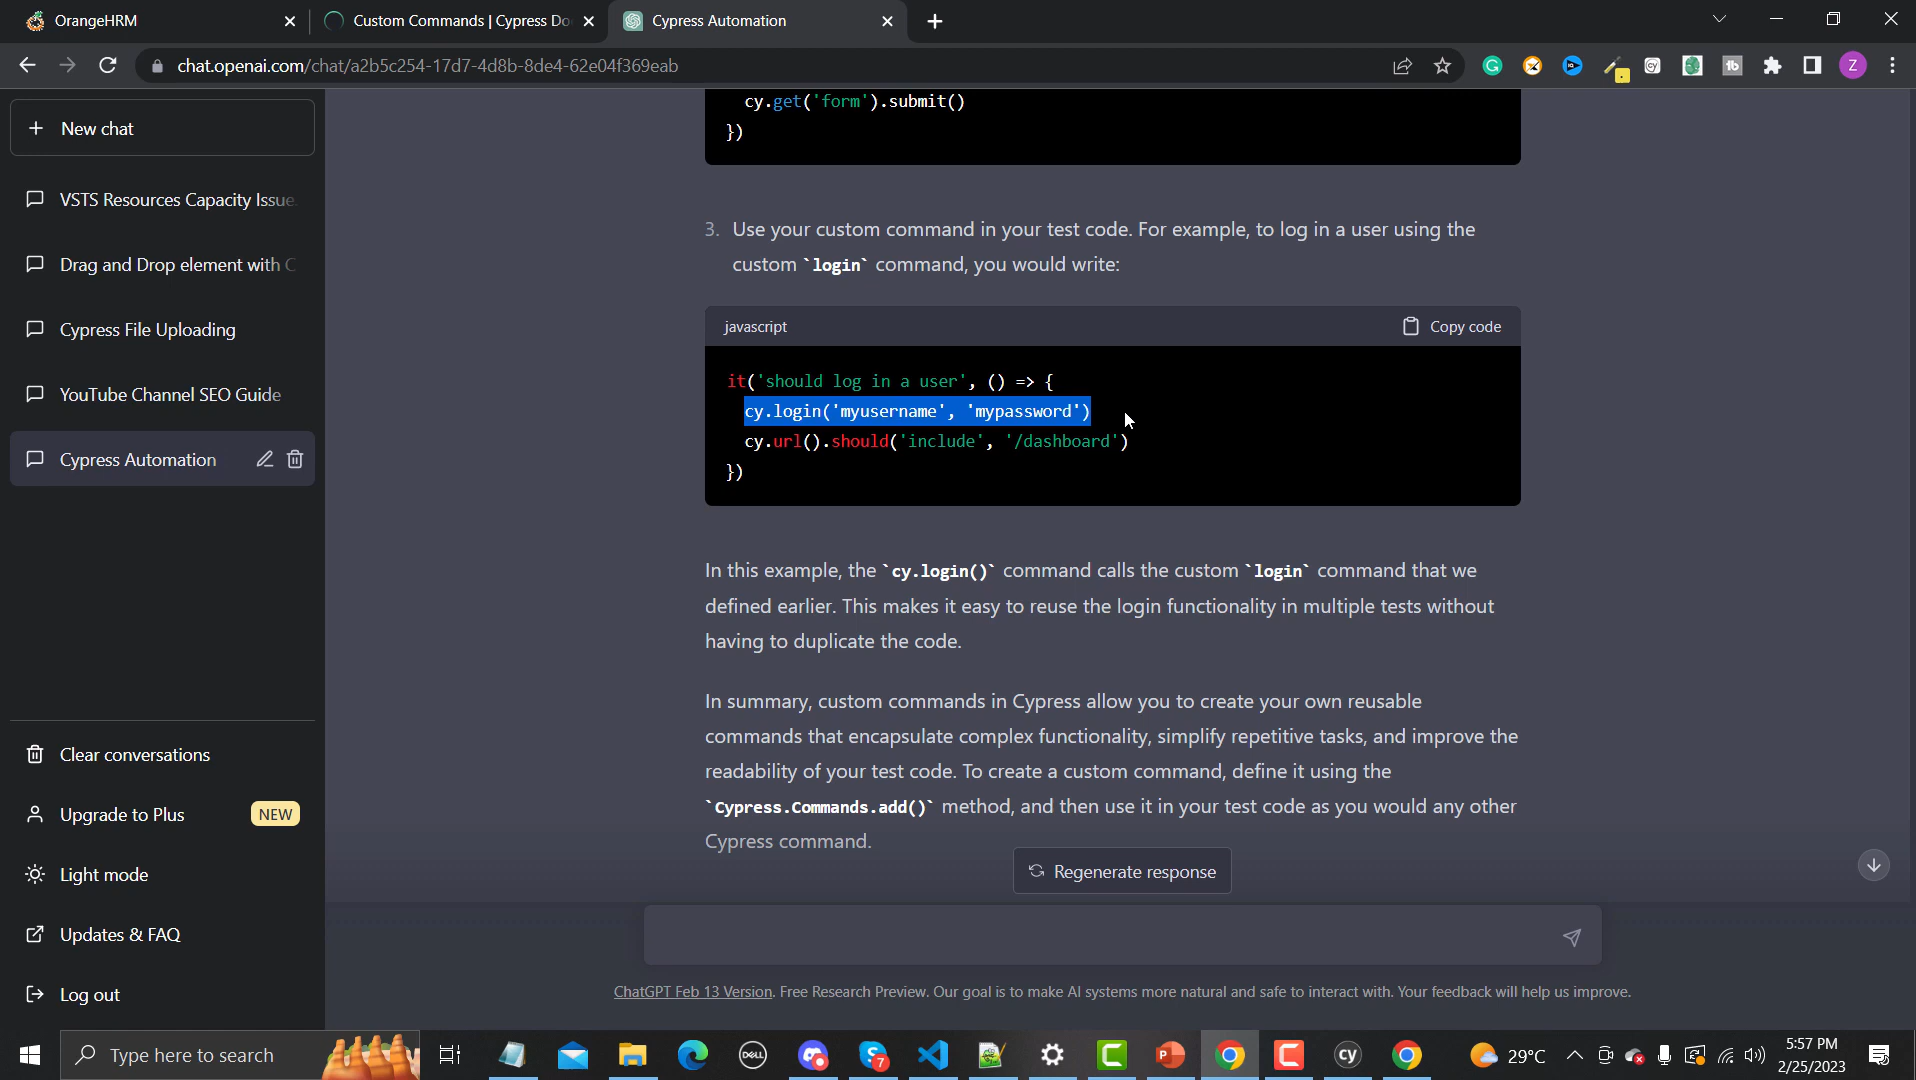 OrangeHRM
Custom Commands | Cypress Do
Cypress Automation
chat.openai.com/chat/a2b5c254-17d7-4d8b-8de4-62e04f369eab
Z
New chat
VSTS Resources Capacity Issue.
Drag and Drop element with C
Cypress File Uploading
YouTube Channel SEO Guide
Cypress Automation
Clear conversations
Upgrade to Plus NEW
Light mode
Updates & FAQ
Log out
cy.get('form').submit()
})
3. Use your custom command in your test code. For example, to log in a user using the
custom `login` command, you would write:
javascript Copy code
it('should log in a user', () => {
cy.login('myusername', 'mypassword')
cy.url().should('include', '/dashboard')
})
In this example, the `cy.login()` command calls the custom `login` command that we
defined earlier. This makes it easy to reuse the login functionality in multiple tests without
having to duplicate the code.
In summary, custom commands in Cypress allow you to create your own reusable
commands that encapsulate complex functionality, simplify repetitive tasks, and improve the
readability of your test code. To create a custom command, define it using the
`Cypress.Commands.add()` method, and then use it in your test code as you would any other
Cypress command.
Regenerate response
ChatGPT Feb 13 Version. Free Research Preview. Our goal is to make AI systems more natural and safe to interact with. Your feedback will help us improve.
Type here to search
DELL
7
cy
29°C
5:57 PM
2/25/2023